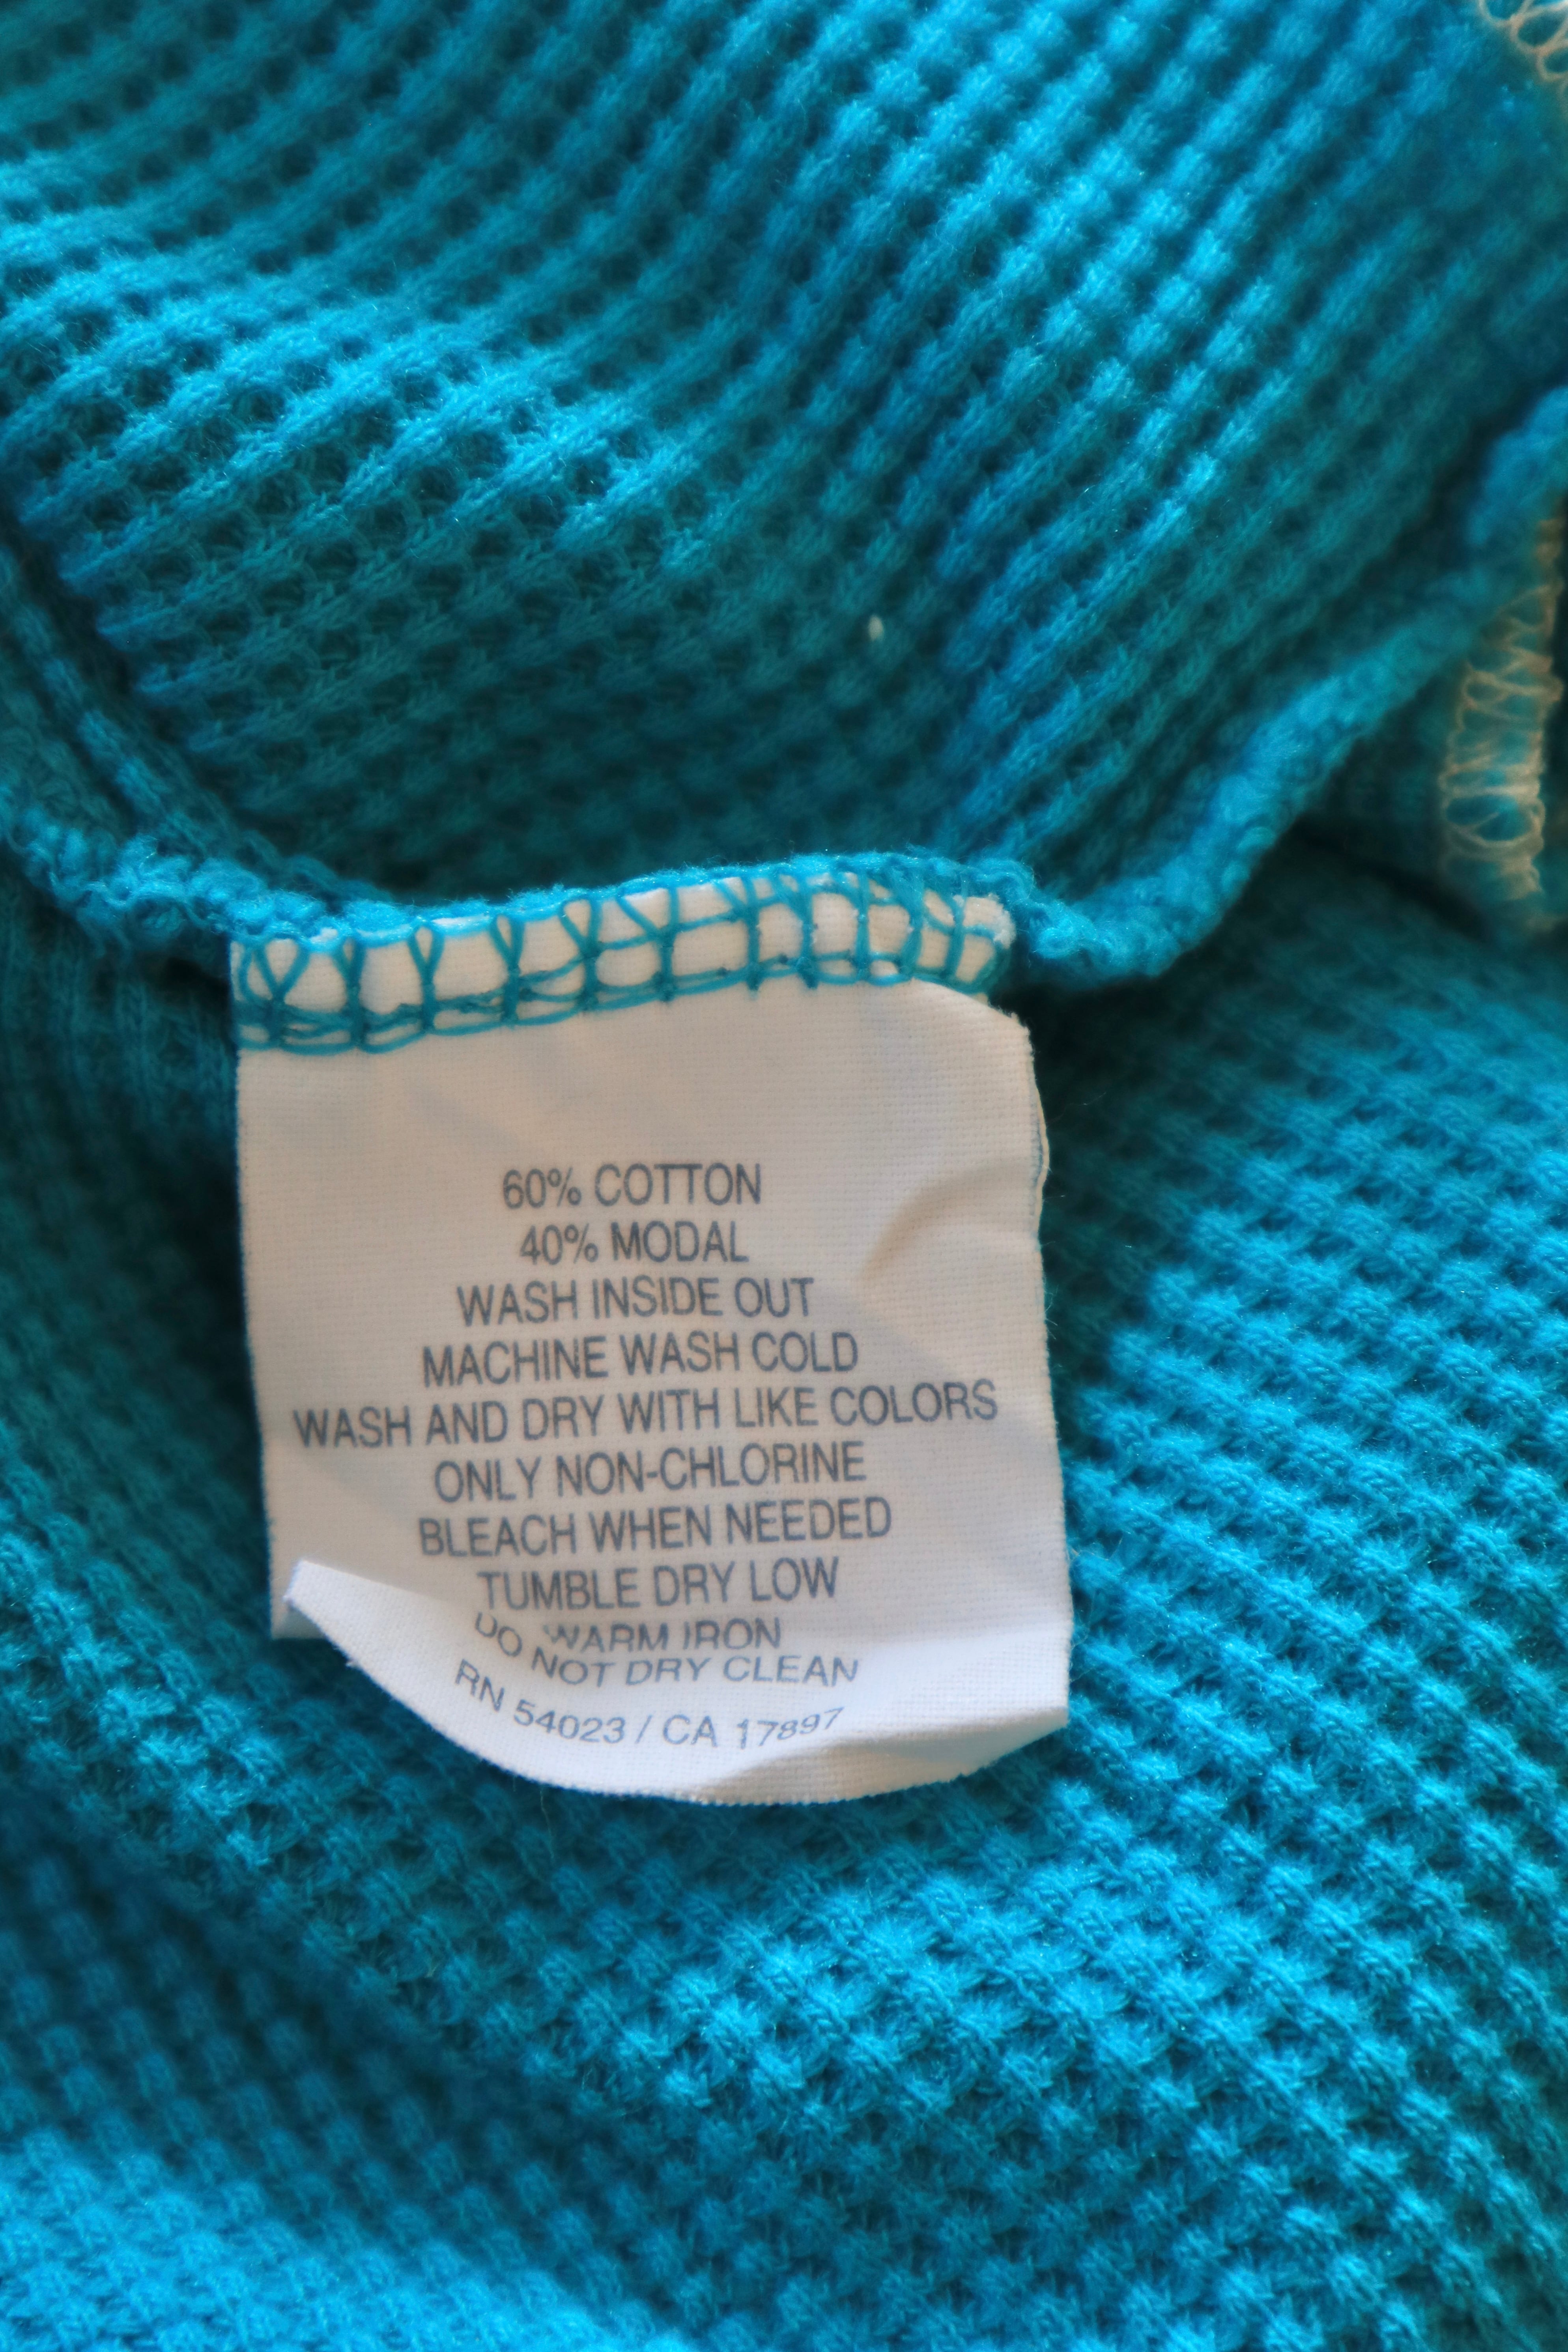 60% COTTON
40% MODAL
WASH INSIDE OUT
MACHINE WASH COLD
WASH AND DRY WITH LIKE COLORS
ONLY NON-CHLORINE
BLEACH WHEN NEEDED
TUMBLE DRY LOW
WARM IRON
DO NOT DRY CLEAN
RN 54023 / CA 17897